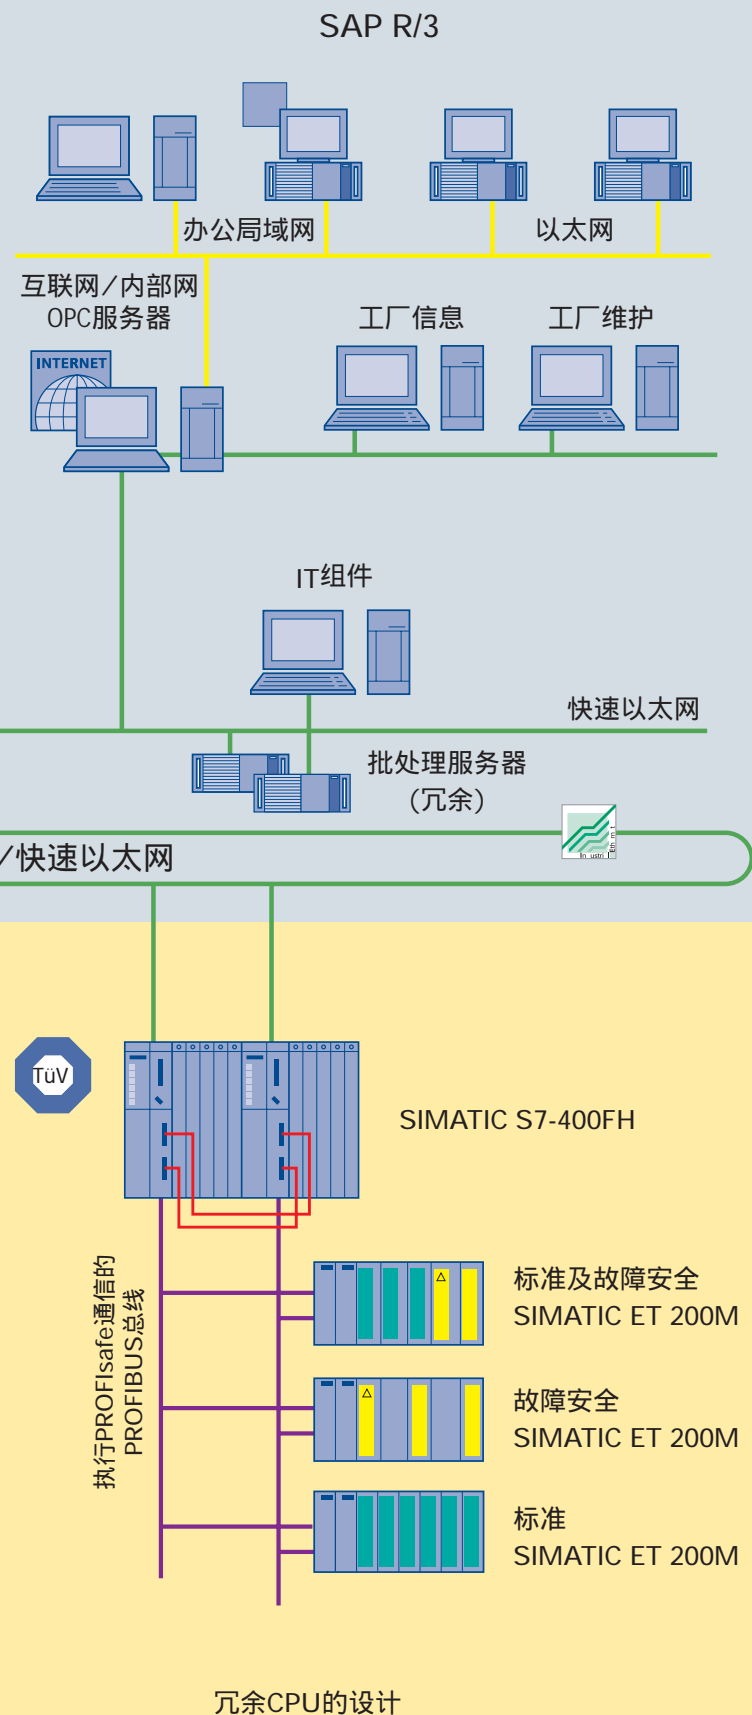 SAP R/3
办公局域网
以太网
互联网/内部网
OPC服务器
工厂信息
工厂维护
INTERNET
IT组件
快速以太网
批处理服务器
(冗余)
/快速以太网
TüV
SIMATIC S7-400FH
执行PROFIsafe通信的
PROFIBUS总线
标准及故障安全
SIMATIC ET 200M
故障安全
SIMATIC ET 200M
标准
SIMATIC ET 200M
冗余CPU的设计